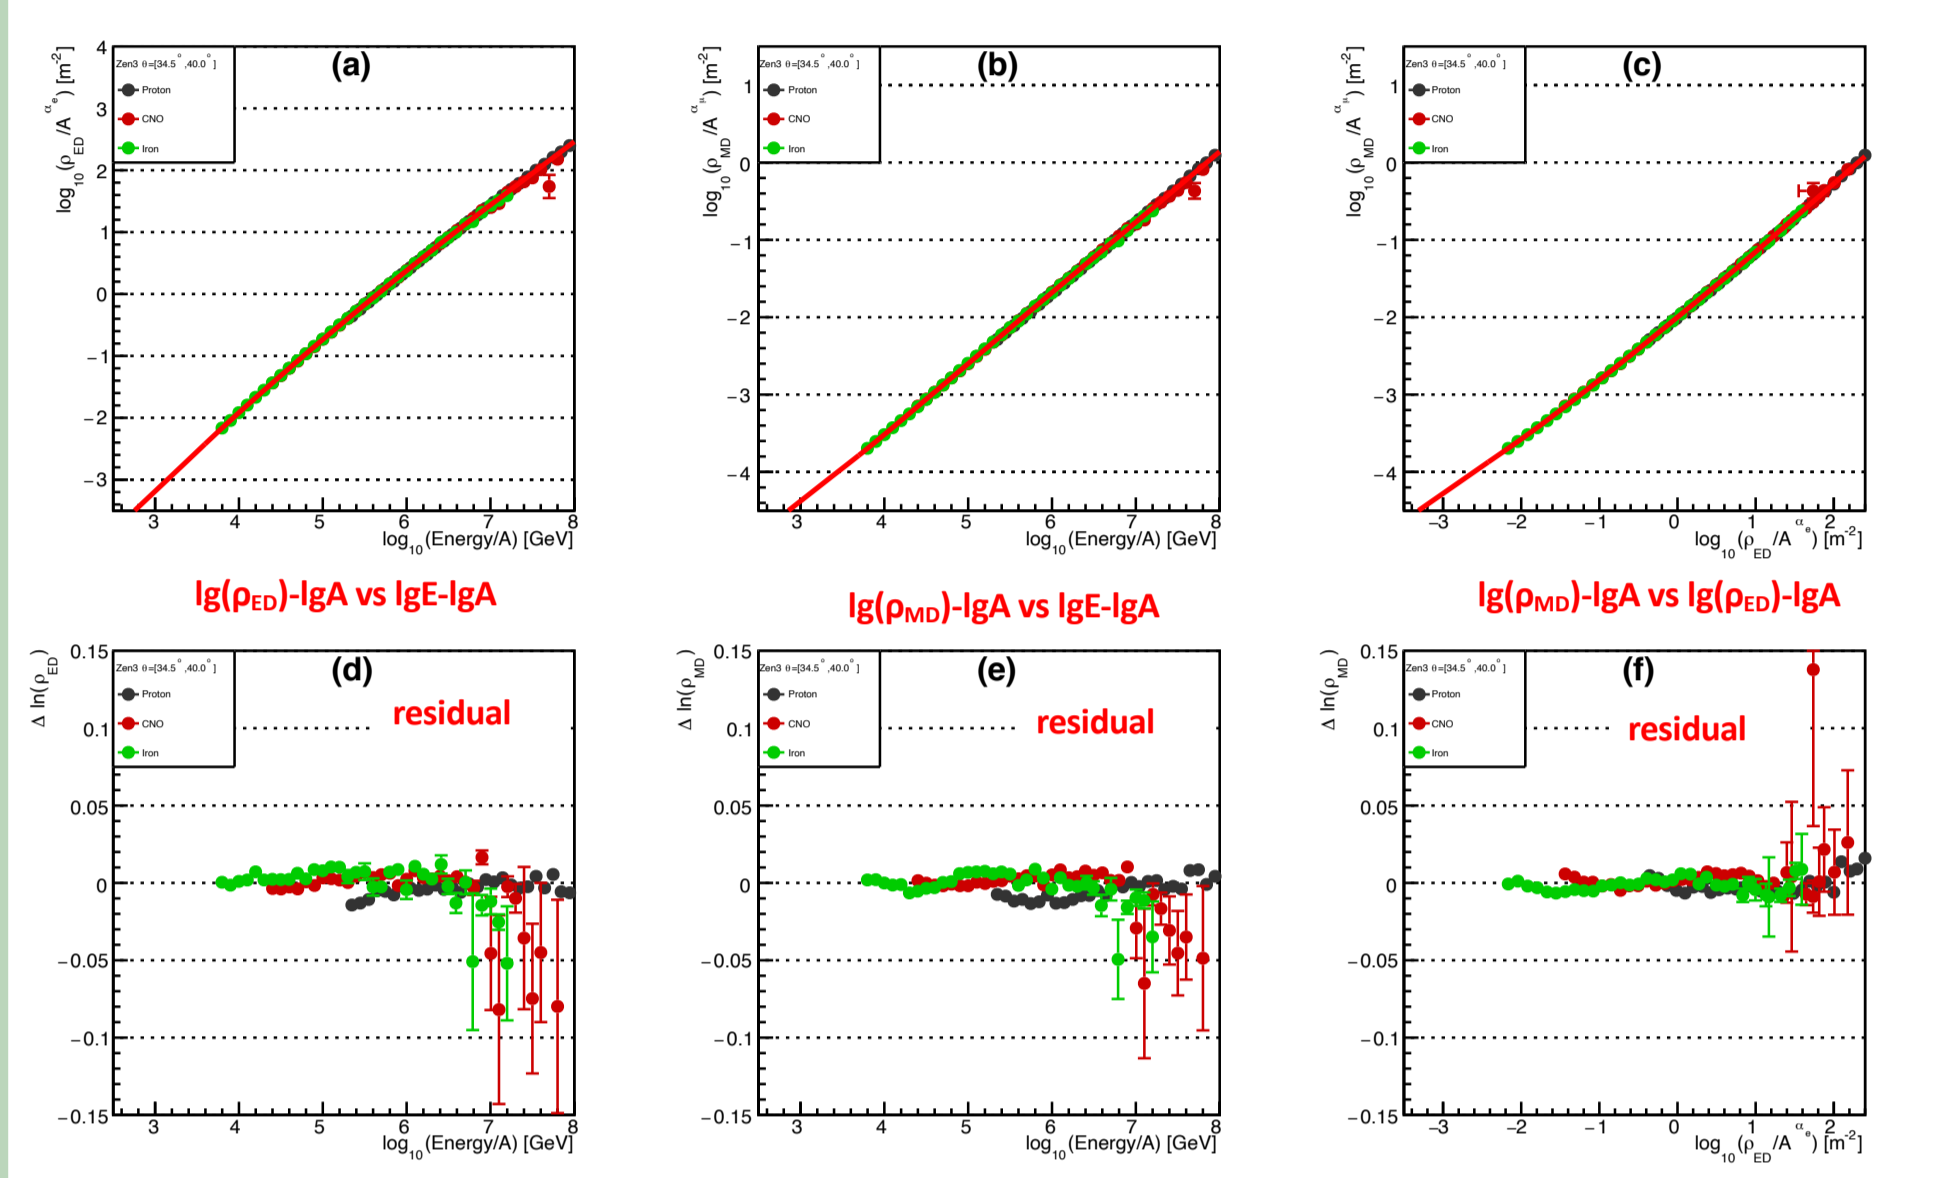 (a)
Zen3 θ=[34.5°,40.0°]
Proton
CNO
Iron
log10(ρED/A^αe) [m^-2]
4
3
2
1
0
−1
−2
−3
3 4 5 6 7 8
log10(Energy/A) [GeV]
(b)
Zen3 θ=[34.5°,40.0°]
Proton
CNO
Iron
log10(ρMD/A^αμ) [m^-2]
1
0
−1
−2
−3
−4
3 4 5 6 7 8
log10(Energy/A) [GeV]
(c)
Zen3 θ=[34.5°,40.0°]
Proton
CNO
Iron
log10(ρMD/A^αμ) [m^-2]
1
0
−1
−2
−3
−4
−3 −2 −1 0 1 2
log10(ρED/A^αe) [m^-2]
lg(ρED)-lgA vs lgE-lgA
lg(ρMD)-lgA vs lgE-lgA
lg(ρMD)-lgA vs lg(ρED)-lgA
(d)
Zen3 θ=[34.5°,40.0°]
Proton
CNO
Iron
residual
Δ ln(ρED)
0.15
0.1
0.05
0
−0.05
−0.1
−0.15
3 4 5 6 7 8
log10(Energy/A) [GeV]
(e)
Zen3 θ=[34.5°,40.0°]
Proton
CNO
Iron
residual
Δ ln(ρMD)
0.15
0.1
0.05
0
−0.05
−0.1
−0.15
3 4 5 6 7 8
log10(Energy/A) [GeV]
(f)
Zen3 θ=[34.5°,40.0°]
Proton
CNO
Iron
residual
Δ ln(ρMD)
0.15
0.1
0.05
0
−0.05
−0.1
−0.15
−3 −2 −1 0 1 2
log10(ρED/A^αe) [m^-2]